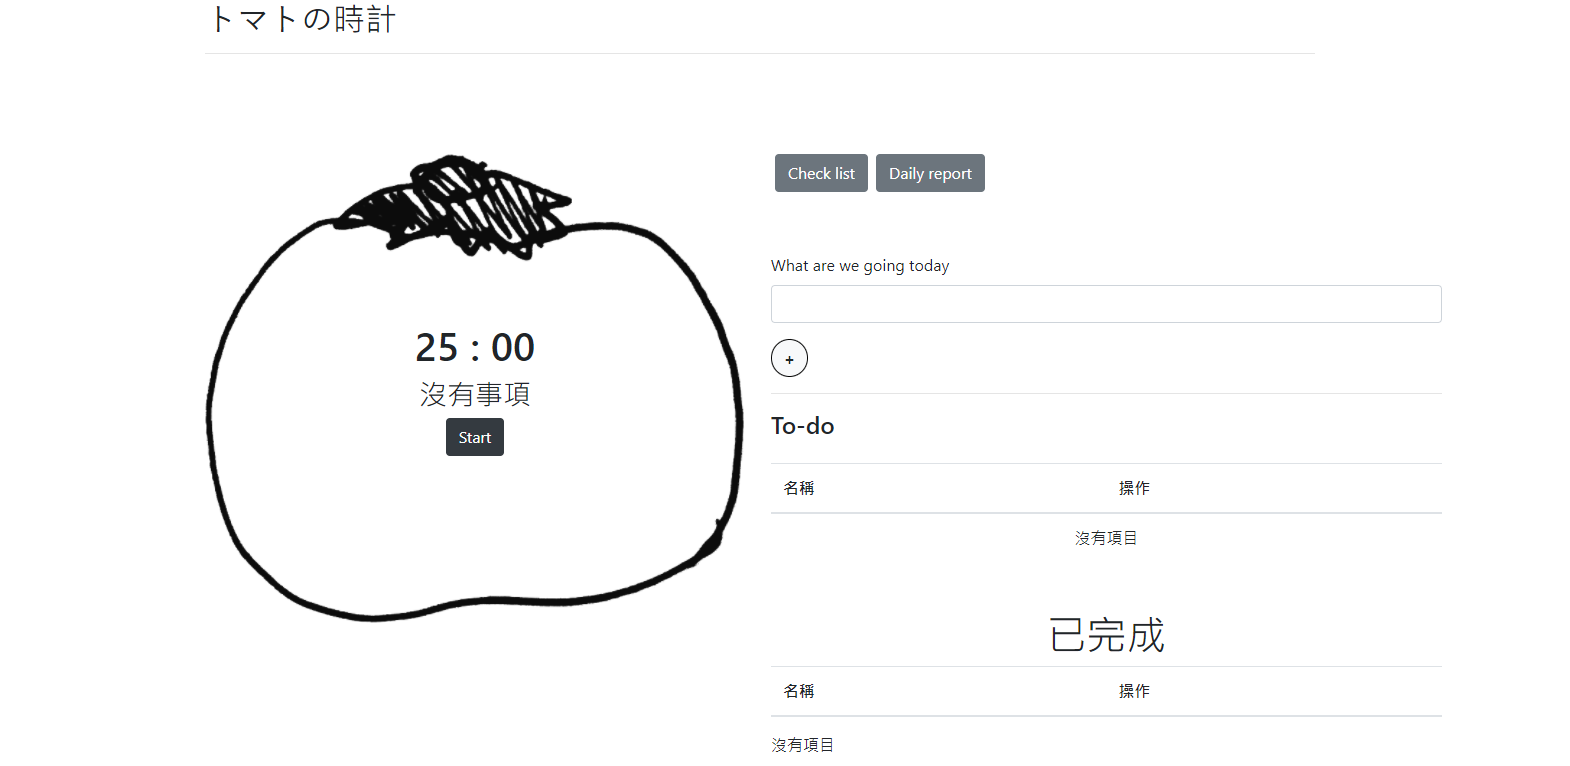 トマトの時計
25 : 00
沒有事項
Start
Check list Daily report
What are we going today
+
To-do
名稱 操作
沒有項目
已完成
名稱 操作
沒有項目